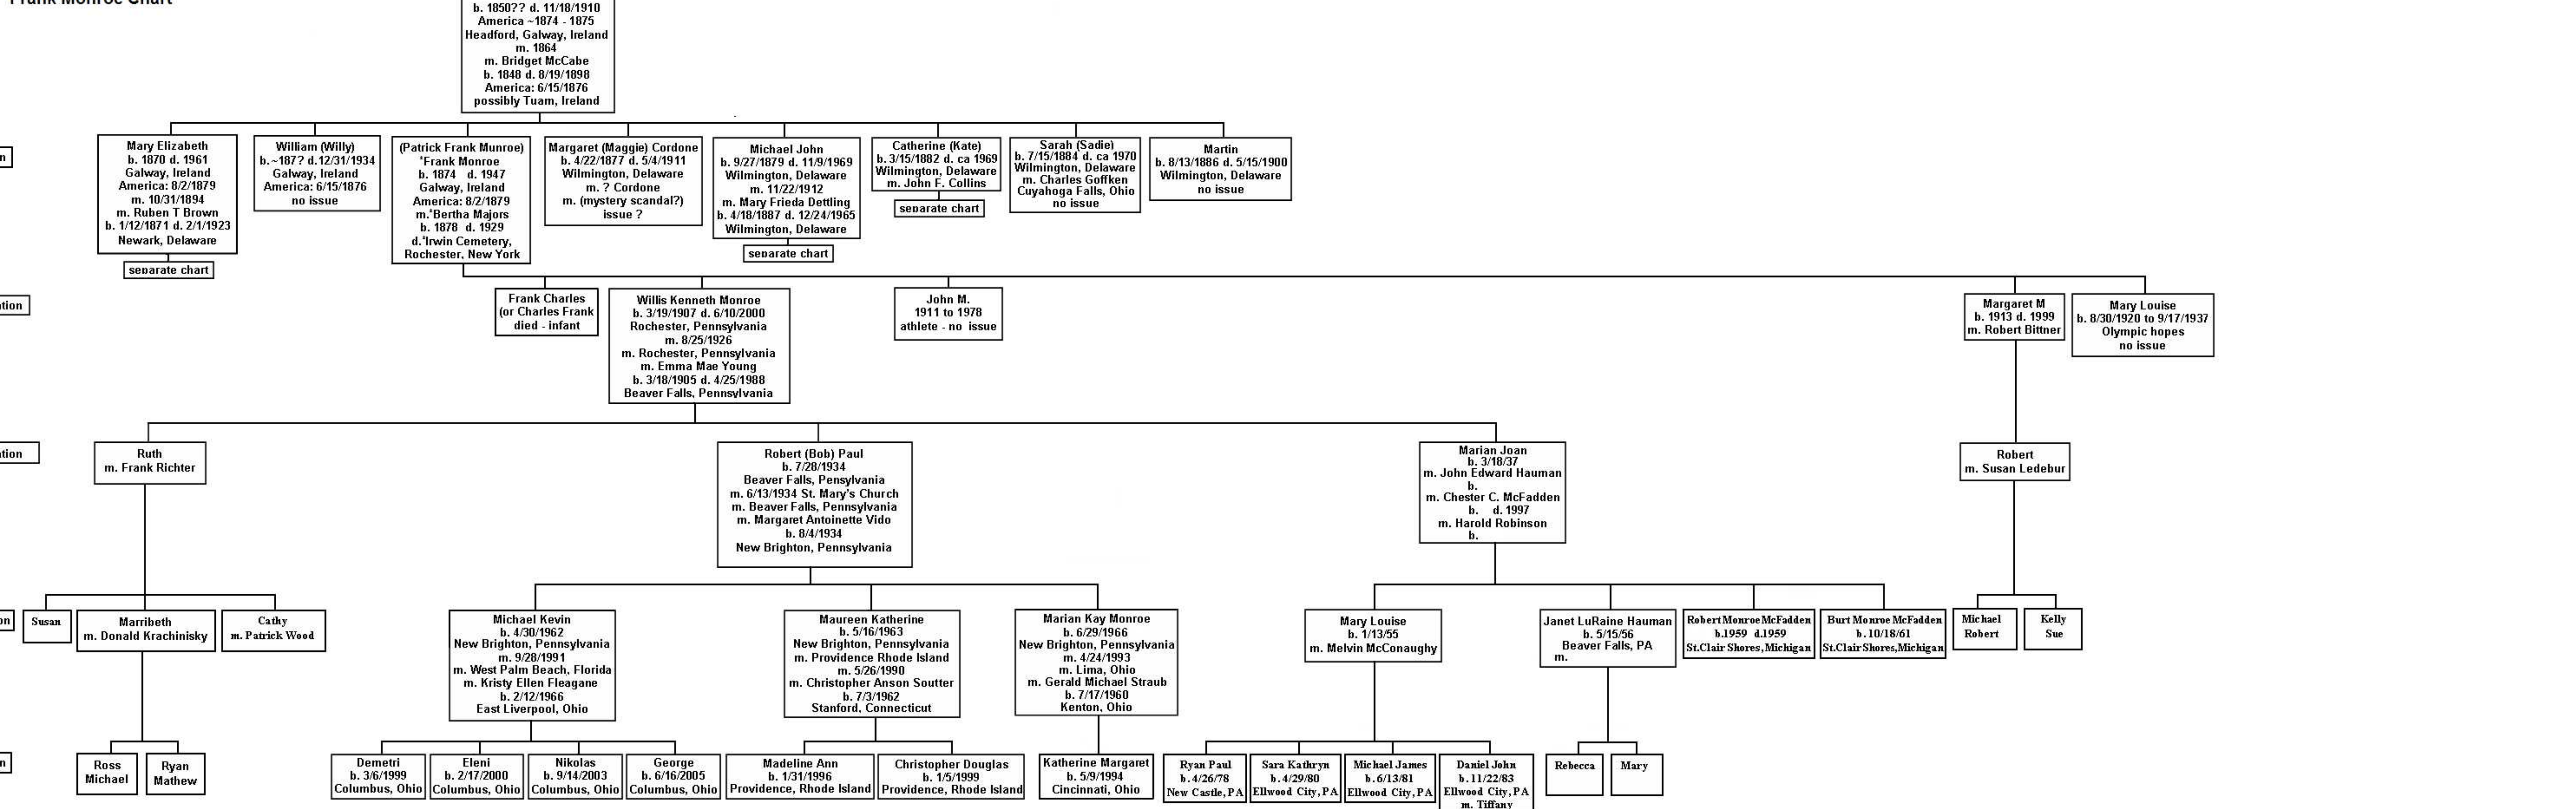 Frank Monroe Chart
b. 1850?? d. 11/18/1910
America ~1874 - 1875
Headford, Galway, Ireland
m. 1864
m. Bridget McCabe
b. 1848 d. 8/19/1898
America: 6/15/1876
possibly Tuam, Ireland
n
Mary Elizabeth
b. 1870 d. 1961
Galway, Ireland
America: 8/2/1879
m. 10/31/1894
m. Ruben T Brown
b. 1/12/1871 d. 2/1/1923
Newark, Delaware
separate chart
William (Willy)
b.~187? d.12/31/1934
Galway, Ireland
America: 6/15/1876
no issue
(Patrick Frank Munroe)
*Frank Monroe
b. 1874 d. 1947
Galway, Ireland
America: 8/2/1879
m.*Bertha Majors
b. 1878 d. 1929
d.*Irwin Cemetery,
Rochester, New York
Margaret (Maggie) Cordone
b. 4/22/1877 d. 5/4/1911
Wilmington, Delaware
m. ? Cordone
m. (mystery scandal?)
issue ?
Michael John
b. 9/27/1879 d. 11/9/1969
Wilmington, Delaware
m. 11/22/1912
m. Mary Frieda Dettling
b. 4/18/1887 d. 12/24/1965
Wilmington, Delaware
separate chart
Catherine (Kate)
b. 3/15/1882 d. ca 1969
Wilmington, Delaware
m. John F. Collins
separate chart
Sarah (Sadie)
b. 7/15/1884 d. ca 1970
Wilmington, Delaware
m. Charles Goffken
Cuyahoga Falls, Ohio
no issue
Martin
b. 8/13/1886 d. 5/15/1900
Wilmington, Delaware
no issue
ation
Frank Charles
(or Charles Frank
died - infant
Willis Kenneth Monroe
b. 3/19/1907 d. 6/10/2000
Rochester, Pennsylvania
m. 8/25/1926
m. Rochester, Pennsylvania
m. Emma Mae Young
b. 3/18/1905 d. 4/25/1988
Beaver Falls, Pennsylvania
John M.
1911 to 1978
athlete - no issue
Margaret M
b. 1913 d. 1999
m. Robert Bittner
Mary Louise
b. 8/30/1920 to 9/17/1937
Olympic hopes
no issue
ation
Ruth
m. Frank Richter
Robert (Bob) Paul
b. 7/28/1934
Beaver Falls, Pensylvania
m. 6/13/1934 St. Mary's Church
m. Beaver Falls, Pennsylvania
m. Margaret Antoinette Vido
b. 8/4/1934
New Brighton, Pennsylvania
Marian Joan
b. 3/18/37
m. John Edward Hauman
b.
m. Chester C. McFadden
b. d. 1997
m. Harold Robinson
b.
Robert
m. Susan Ledebur
on
Susan
Marribeth
m. Donald Krachinisky
Cathy
m. Patrick Wood
Michael Kevin
b. 4/30/1962
New Brighton, Pennsylvania
m. 9/28/1991
m. West Palm Beach, Florida
m. Kristy Ellen Fleagane
b. 2/12/1966
East Liverpool, Ohio
Maureen Katherine
b. 5/16/1963
New Brighton, Pennsylvania
m. Providence Rhode Island
m. 5/26/1990
m. Christopher Anson Soutter
b. 7/3/1962
Stanford, Connecticut
Marian Kay Monroe
b. 6/29/1966
New Brighton, Pennsylvania
m. 4/24/1993
m. Lima, Ohio
m. Gerald Michael Straub
b. 7/17/1960
Kenton, Ohio
Mary Louise
b. 1/13/55
m. Melvin McConaughy
Janet LuRaine Hauman
b. 5/15/56
Beaver Falls, PA
m.
Robert Monroe McFadden
b.1959 d.1959
St.Clair Shores, Michigan
Burt Monroe McFadden
b. 10/18/61
St.Clair Shores, Michigan
Michael
Robert
Kelly
Sue
n
Ross
Michael
Ryan
Mathew
Demetri
b. 3/6/1999
Columbus, Ohio
Eleni
b. 2/17/2000
Columbus, Ohio
Nikolas
b. 9/14/2003
Columbus, Ohio
George
b. 6/16/2005
Columbus, Ohio
Madeline Ann
b. 1/31/1996
Providence, Rhode Island
Christopher Douglas
b. 1/5/1999
Providence, Rhode Island
Katherine Margaret
b. 5/9/1994
Cincinnati, Ohio
Ryan Paul
b. 4/26/78
New Castle, PA
Sara Kathryn
b. 4/29/80
Ellwood City, PA
Michael James
b. 6/13/81
Ellwood City, PA
Daniel John
b. 11/22/83
Ellwood City, PA
m. Tiffany
Rebecca
Mary